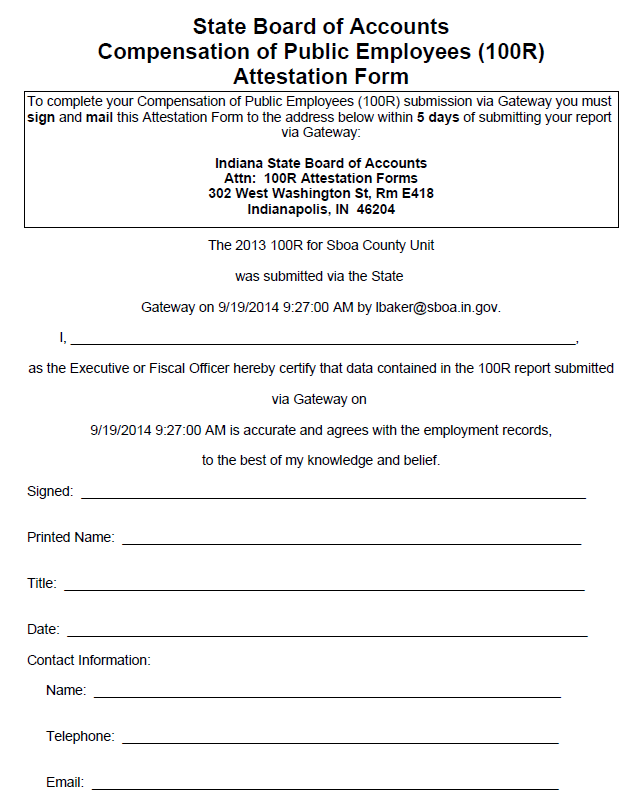 State Board of Accounts
Compensation of Public Employees (100R)
Attestation Form
To complete your Compensation of Public Employees (100R) submission via Gateway you must
sign and mail this Attestation Form to the address below within 5 days of submitting your report
via Gateway:
Indiana State Board of Accounts
Attn: 100R Attestation Forms
302 West Washington St, Rm E418
Indianapolis, IN 46204
The 2013 100R for Sboa County Unit
was submitted via the State
Gateway on 9/19/2014 9:27:00 AM by lbaker@sboa.in.gov.
I, ______________________________,
as the Executive or Fiscal Officer hereby certify that data contained in the 100R report submitted
via Gateway on
9/19/2014 9:27:00 AM is accurate and agrees with the employment records,
to the best of my knowledge and belief.
Signed: ______________________________
Printed Name: ______________________________
Title: ______________________________
Date: ______________________________
Contact Information:
Name: ______________________________
Telephone: ______________________________
Email: ______________________________